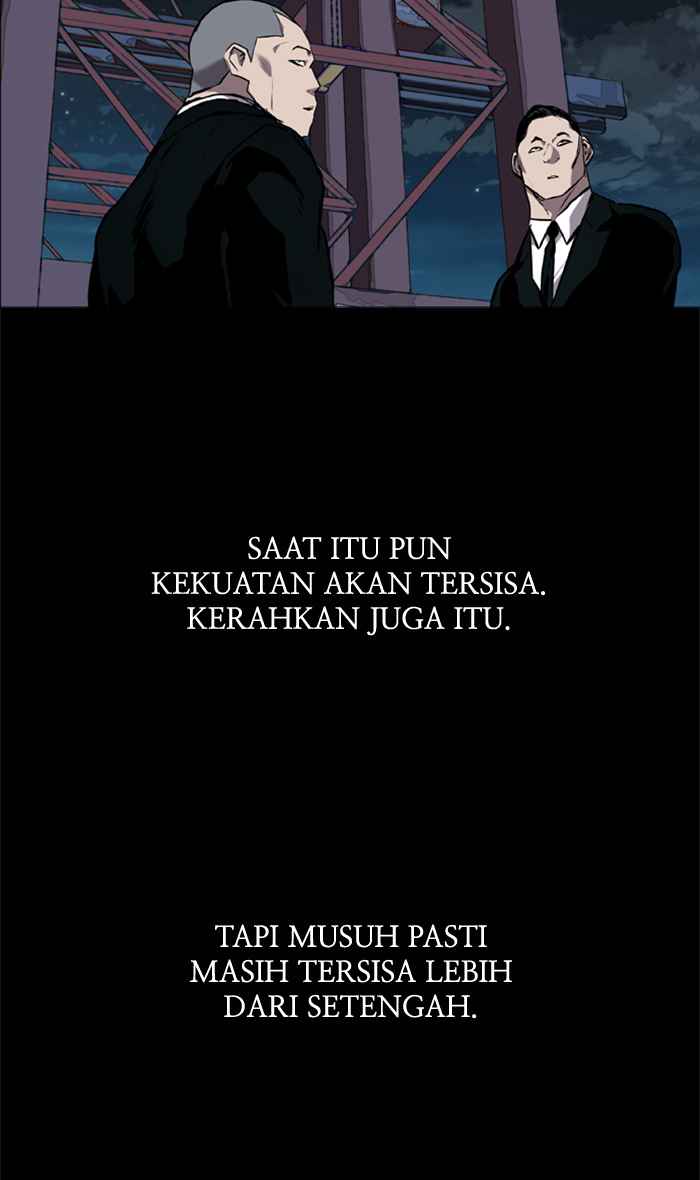 SAAT ITU PUN
KEKUATAN AKAN TERSISA.
KERAHKAN JUGA ITU.
TAPI MUSUH PASTI
MASIH TERSISA LEBIH
DARI SETENGAH.